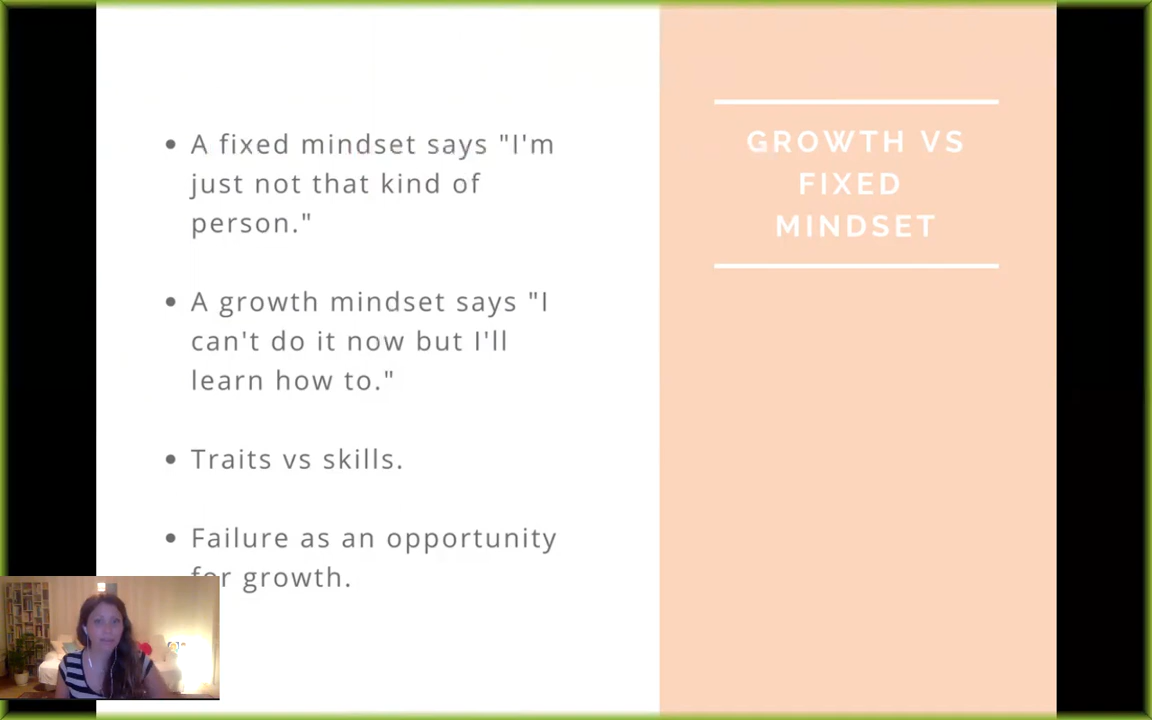 • A fixed mindset says "I'm
just not that kind of
person."
• A growth mindset says "I
can't do it now but I'll
learn how to."
• Traits vs skills.
• Failure as an opportunity
for growth.
GROWTH VS
FIXED
MINDSET